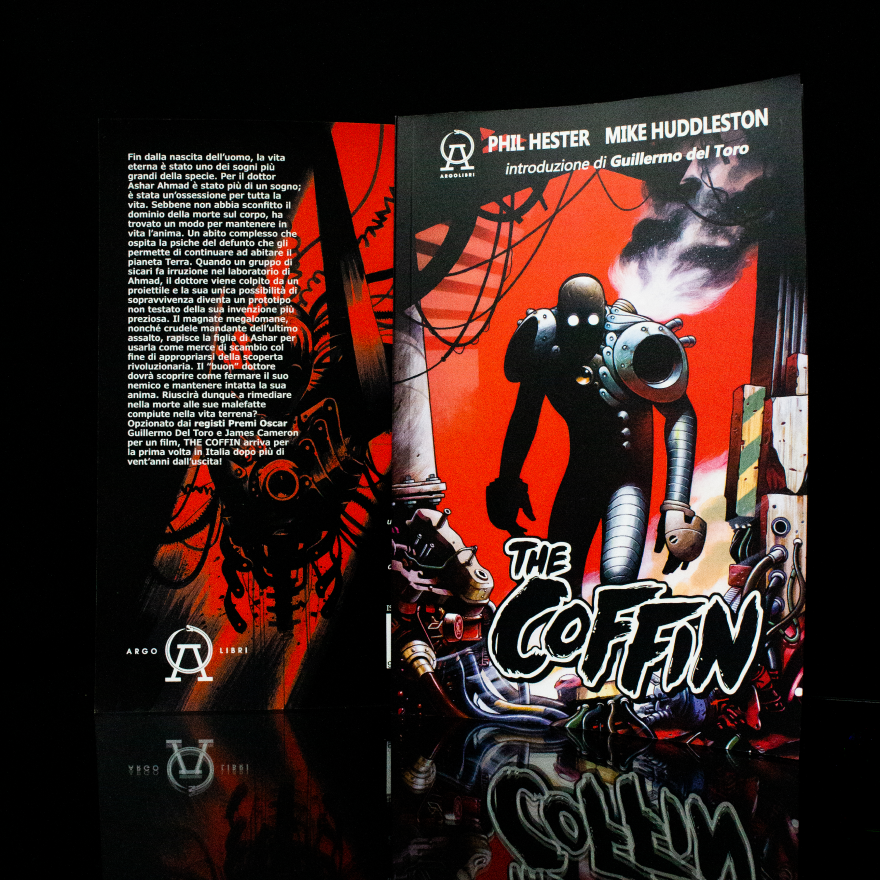 Fin dalla nascita dell'uomo, la vita
eterna è stato uno dei sogni più
grandi della specie. Per il dottor
Ashar Ahmad è stato più di un sogno;
è stata un'ossessione per tutta la
vita. Sebbene non abbia sconfitto il
dominio della morte sul corpo, ha
trovato un modo per mantenere in
vita l'anima. Un abito complesso che
ospita la psiche del defunto che gli
permette di continuare ad abitare il
pianeta Terra. Quando un gruppo di
sicari fa irruzione nel laboratorio di
Ahmad, il dottore viene colpito da un
proiettile e la sua unica possibilità di
sopravvivenza diventa un prototipo
non testato della sua invenzione più
preziosa. Il magnate megalomane,
nonché crudele mandante dell'ultimo
assalto, rapisce la figlia di Ashar per
usarla come merce di scambio col
fine di appropriarsi della scoperta
rivoluzionaria. Il "buon" dottore
dovrà scoprire come fermare il suo
nemico e mantenere intatta la sua
anima. Riuscirà dunque a rimediare
nella morte alle sue malefatte
compiute nella vita terrena?
Opzionato dai registi Premi Oscar
Guillermo Del Toro e James Cameron
per un film, THE COFFIN arriva per
la prima volta in Italia dopo più di
vent'anni dall'uscita!
ARGO LIBRI
ARGOLIBRI
PHIL HESTER MIKE HUDDLESTON
introduzione di Guillermo del Toro
THE
COFFiN